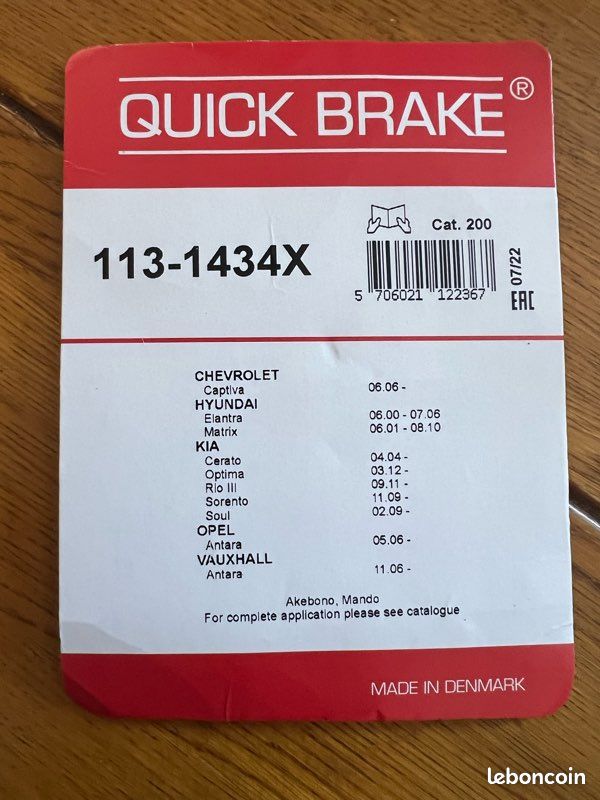 QUICK BRAKE®
Cat. 200
113-1434X
5 706021 122367
07/22
EAC
CHEVROLET
Captiva 06.06 -
HYUNDAI
Elantra 06.00 - 07.06
Matrix 06.01 - 08.10
KIA
Cerato 04.04 -
Optima 03.12 -
Rio III 09.11 -
Sorento 11.09 -
Soul 02.09 -
OPEL
Antara 05.06 -
VAUXHALL
Antara 11.06 -
Akebono, Mando
For complete application please see catalogue
MADE IN DENMARK
leboncoin